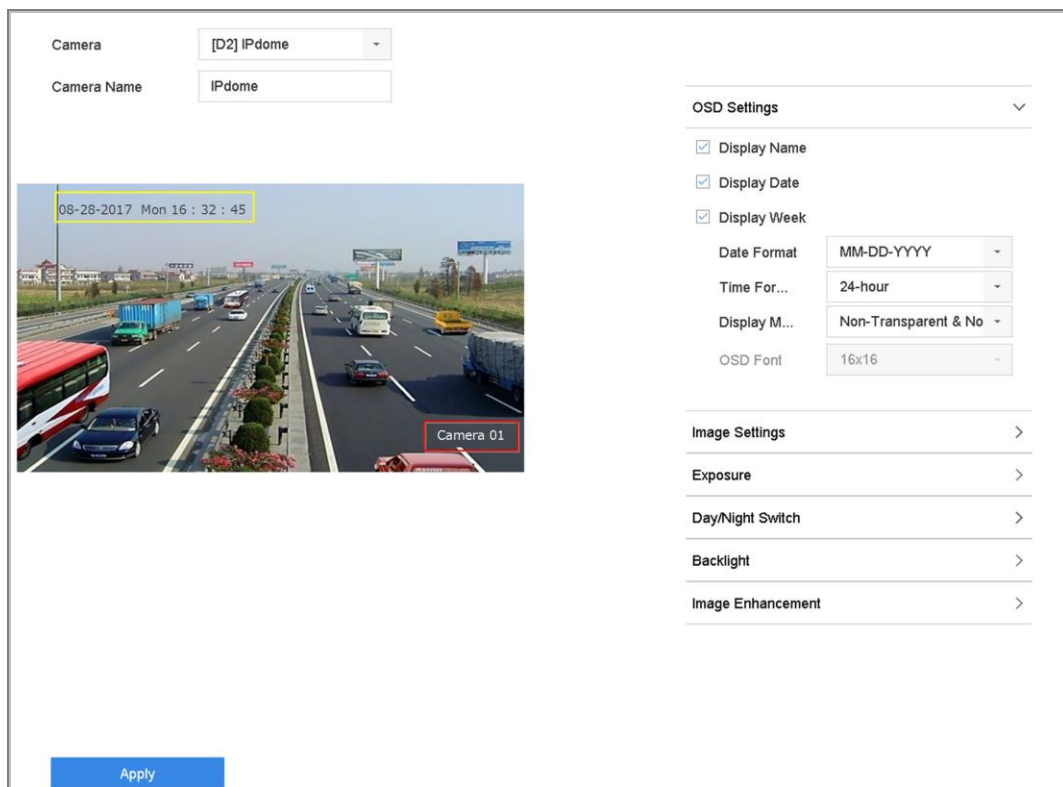 Camera [D2] IPdome
Camera Name IPdome
08-28-2017 Mon 16 : 32 : 45
Camera 01
OSD Settings
Display Name
Display Date
Display Week
Date Format MM-DD-YYYY
Time For... 24-hour
Display M... Non-Transparent & No
OSD Font 16x16
Image Settings
Exposure
Day/Night Switch
Backlight
Image Enhancement
Apply